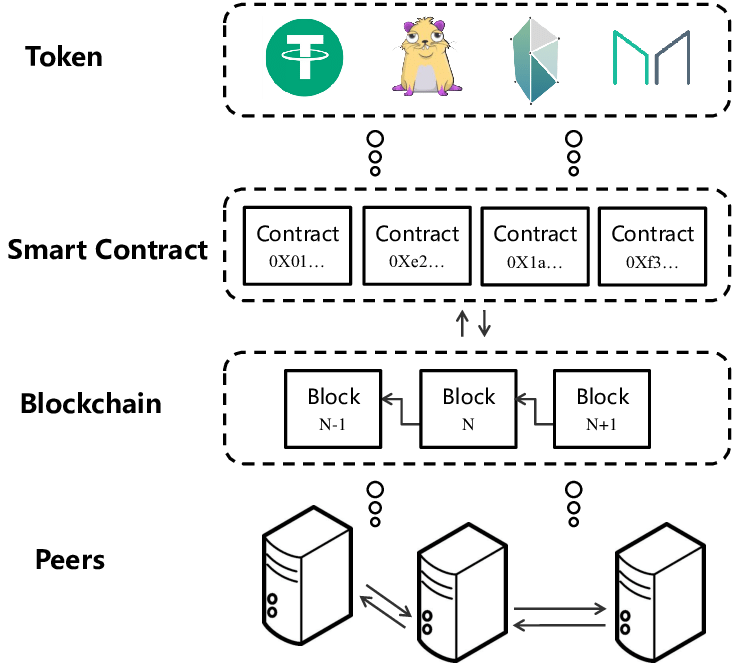 Token
Smart Contract
Contract
0X01...
Contract
0Xe2...
Contract
0X1a...
Contract
0Xf3...
Blockchain
Block
N-1
Block
N
Block
N+1
Peers